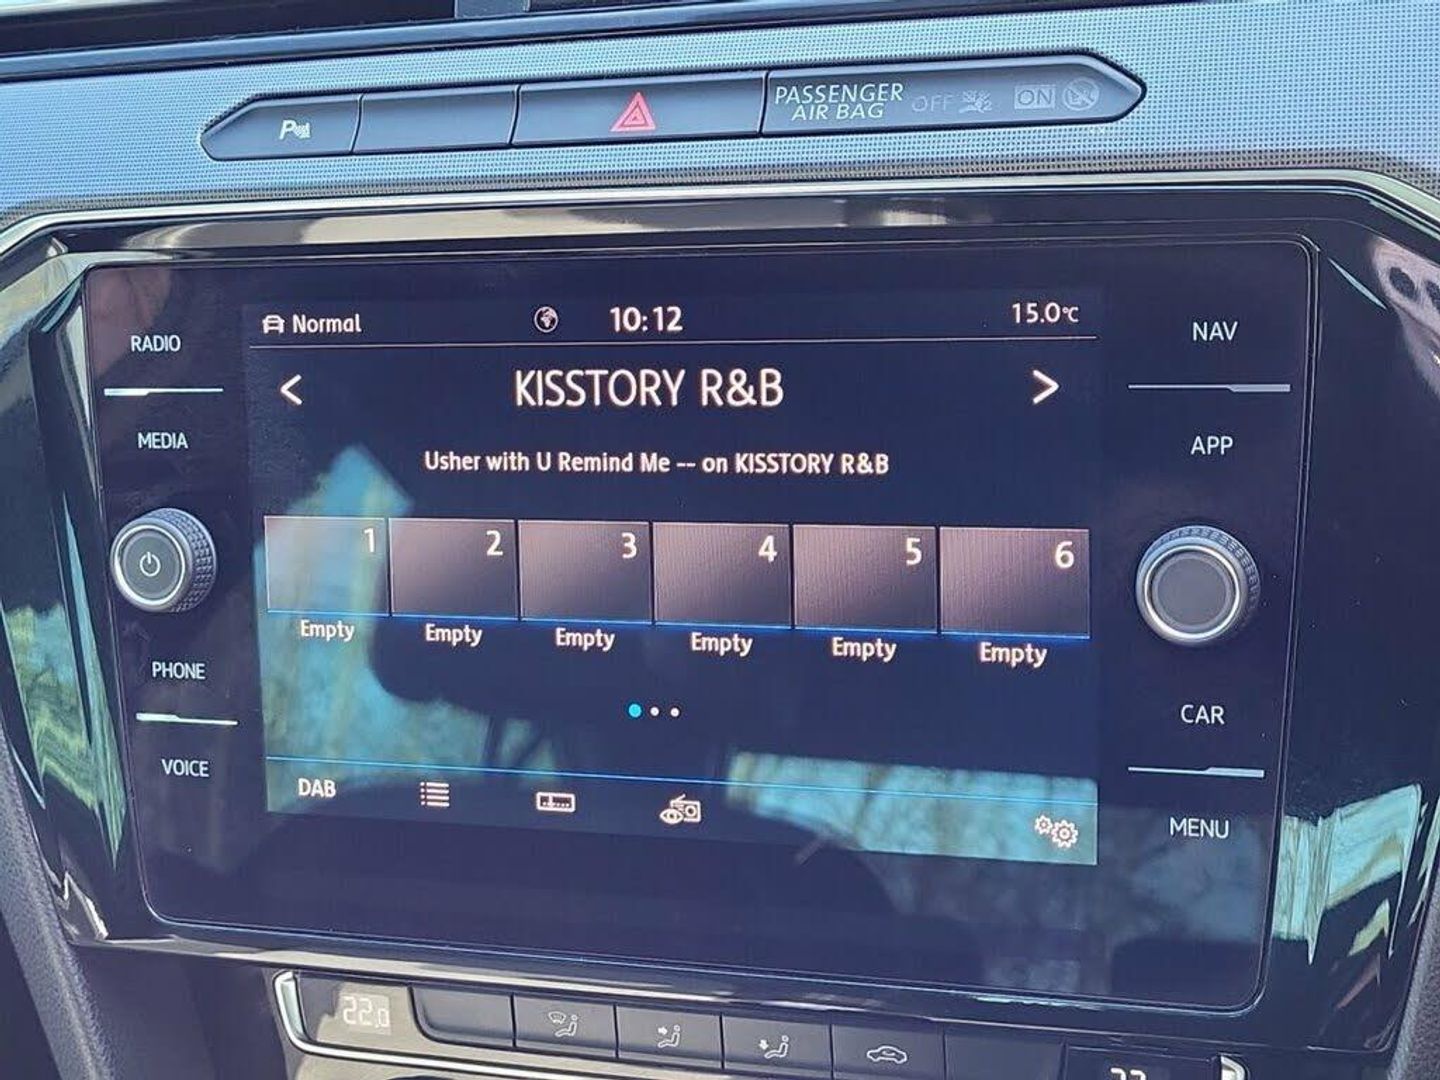 P
PASSENGER
AIR BAG
OFF
ON
RADIO
MEDIA
PHONE
VOICE
Normal
10:12
15.0°C
< KISSTORY R&B >
Usher with U Remind Me -- on KISSTORY R&B
1 2 3 4 5 6
Empty Empty Empty Empty Empty Empty
DAB
NAV
APP
CAR
MENU
22.0